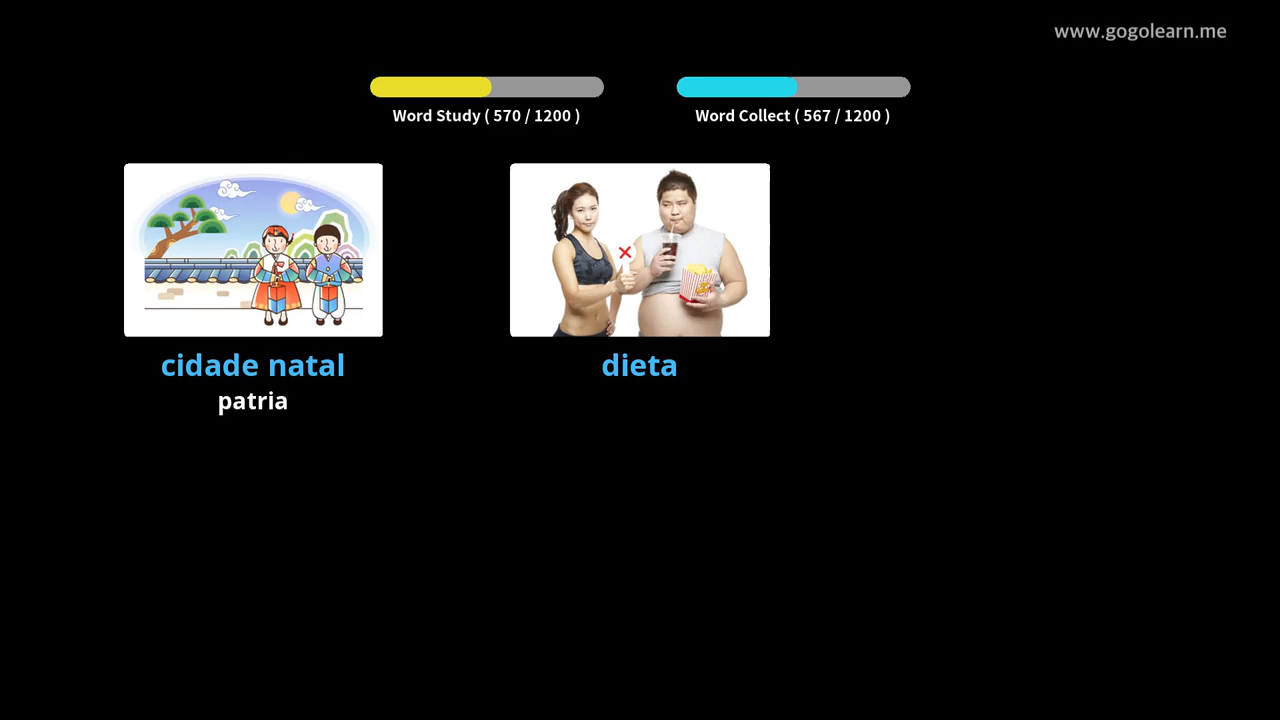 www.gogolearn.me
Word Study ( 570 / 1200 )
Word Collect ( 567 / 1200 )
cidade natal
patria
dieta